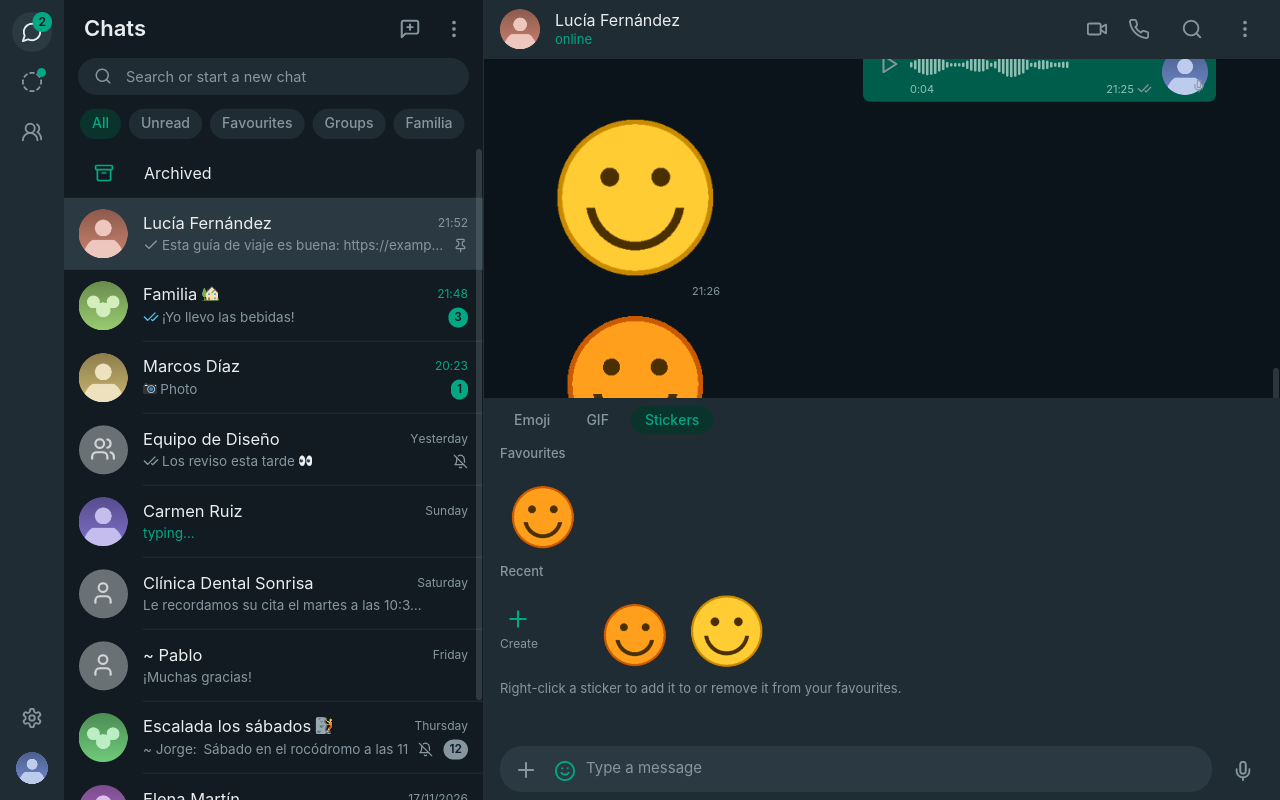 2
Chats
Search or start a new chat
All
Unread
Favourites
Groups
Familia
Archived
Lucía Fernández
21:52
Esta guía de viaje es buena: https://examp...
Familia 🏡
21:48
¡Yo llevo las bebidas!
3
Marcos Díaz
20:23
📷 Photo
1
Equipo de Diseño
Yesterday
Los reviso esta tarde 👀
Carmen Ruiz
Sunday
typing...
Clínica Dental Sonrisa
Saturday
Le recordamos su cita el martes a las 10:3...
~ Pablo
Friday
¡Muchas gracias!
Escalada los sábados 🧗
Thursday
~ Jorge: Sábado en el rocódromo a las 11
12
Elena Martín
17/11/2026
Lucía Fernández
online
0:04
21:25
21:26
Emoji
GIF
Stickers
Favourites
Recent
Create
Right-click a sticker to add it to or remove it from your favourites.
Type a message